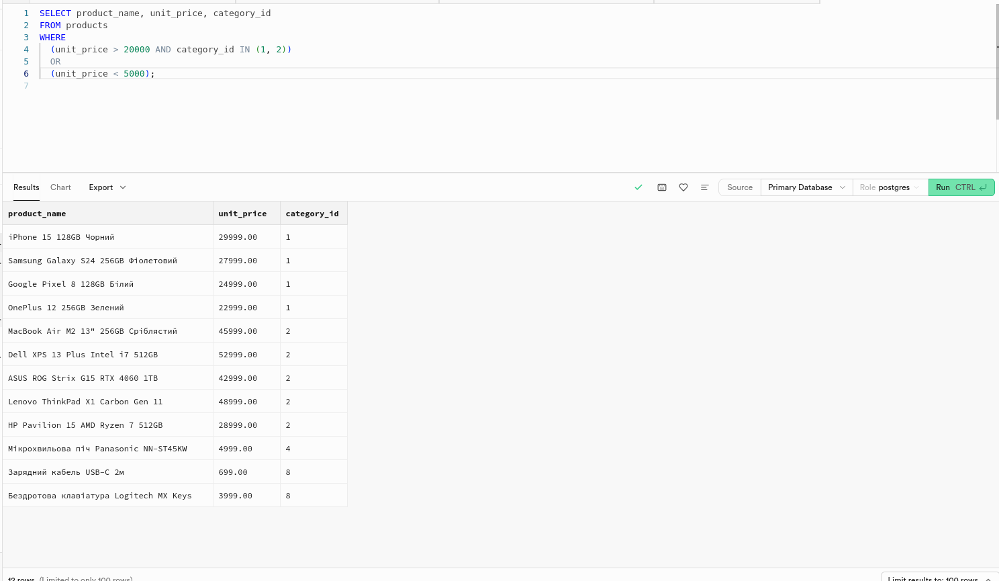 1 SELECT product_name, unit_price, category_id
2 FROM products
3 WHERE
4 (unit_price > 20000 AND category_id IN (1, 2))
5 OR
6 (unit_price < 5000);
7
Results Chart Export Source Primary Database Role postgres Run CTRL
product_name unit_price category_id
iPhone 15 128GB Чорний 29999.00 1
Samsung Galaxy S24 256GB Фіолетовий 27999.00 1
Google Pixel 8 128GB Білий 24999.00 1
OnePlus 12 256GB Зелений 22999.00 1
MacBook Air M2 13" 256GB Сріблястий 45999.00 2
Dell XPS 13 Plus Intel i7 512GB 52999.00 2
ASUS ROG Strix G15 RTX 4060 1TB 42999.00 2
Lenovo ThinkPad X1 Carbon Gen 11 48999.00 2
HP Pavilion 15 AMD Ryzen 7 512GB 28999.00 2
Мікрохвильова піч Panasonic NN-ST45KW 4999.00 4
Зарядний кабель USB-C 2м 699.00 8
Бездротова клавіатура Logitech MX Keys 3999.00 8
12 rows (Limited to only 100 rows) Limit results to: 100 rows